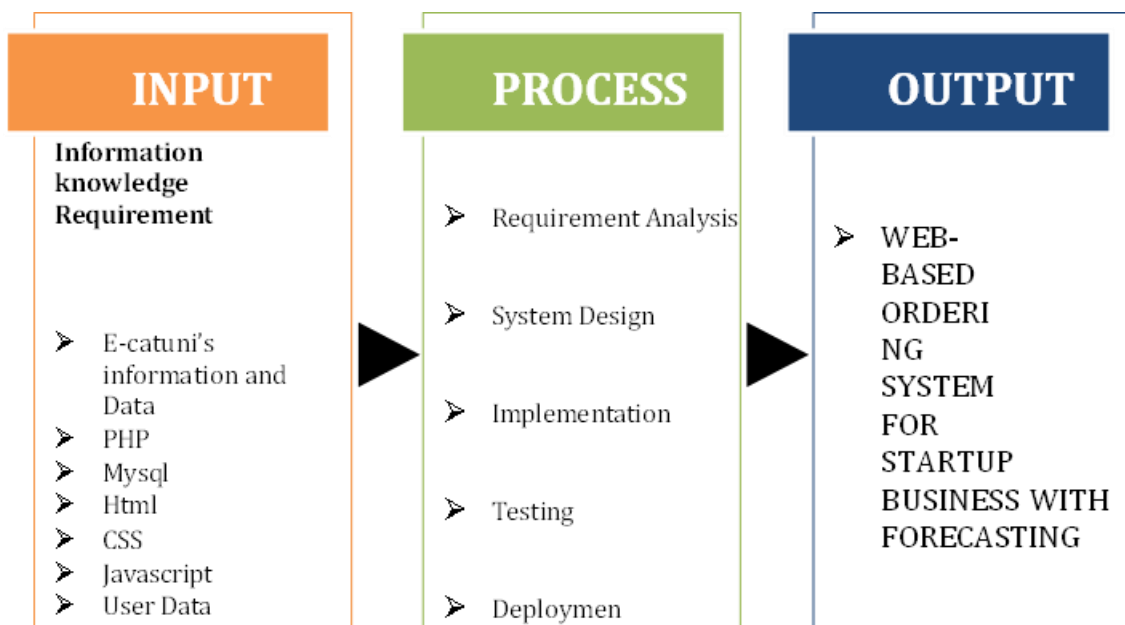 INPUT
Information
knowledge
Requirement
E-catuni's
information and
Data
PHP
Mysql
Html
CSS
Javascript
User Data
PROCESS
Requirement Analysis
System Design
Implementation
Testing
Deploymen
OUTPUT
WEB-
BASED
ORDERI
NG
SYSTEM
FOR
STARTUP
BUSINESS WITH
FORECASTING